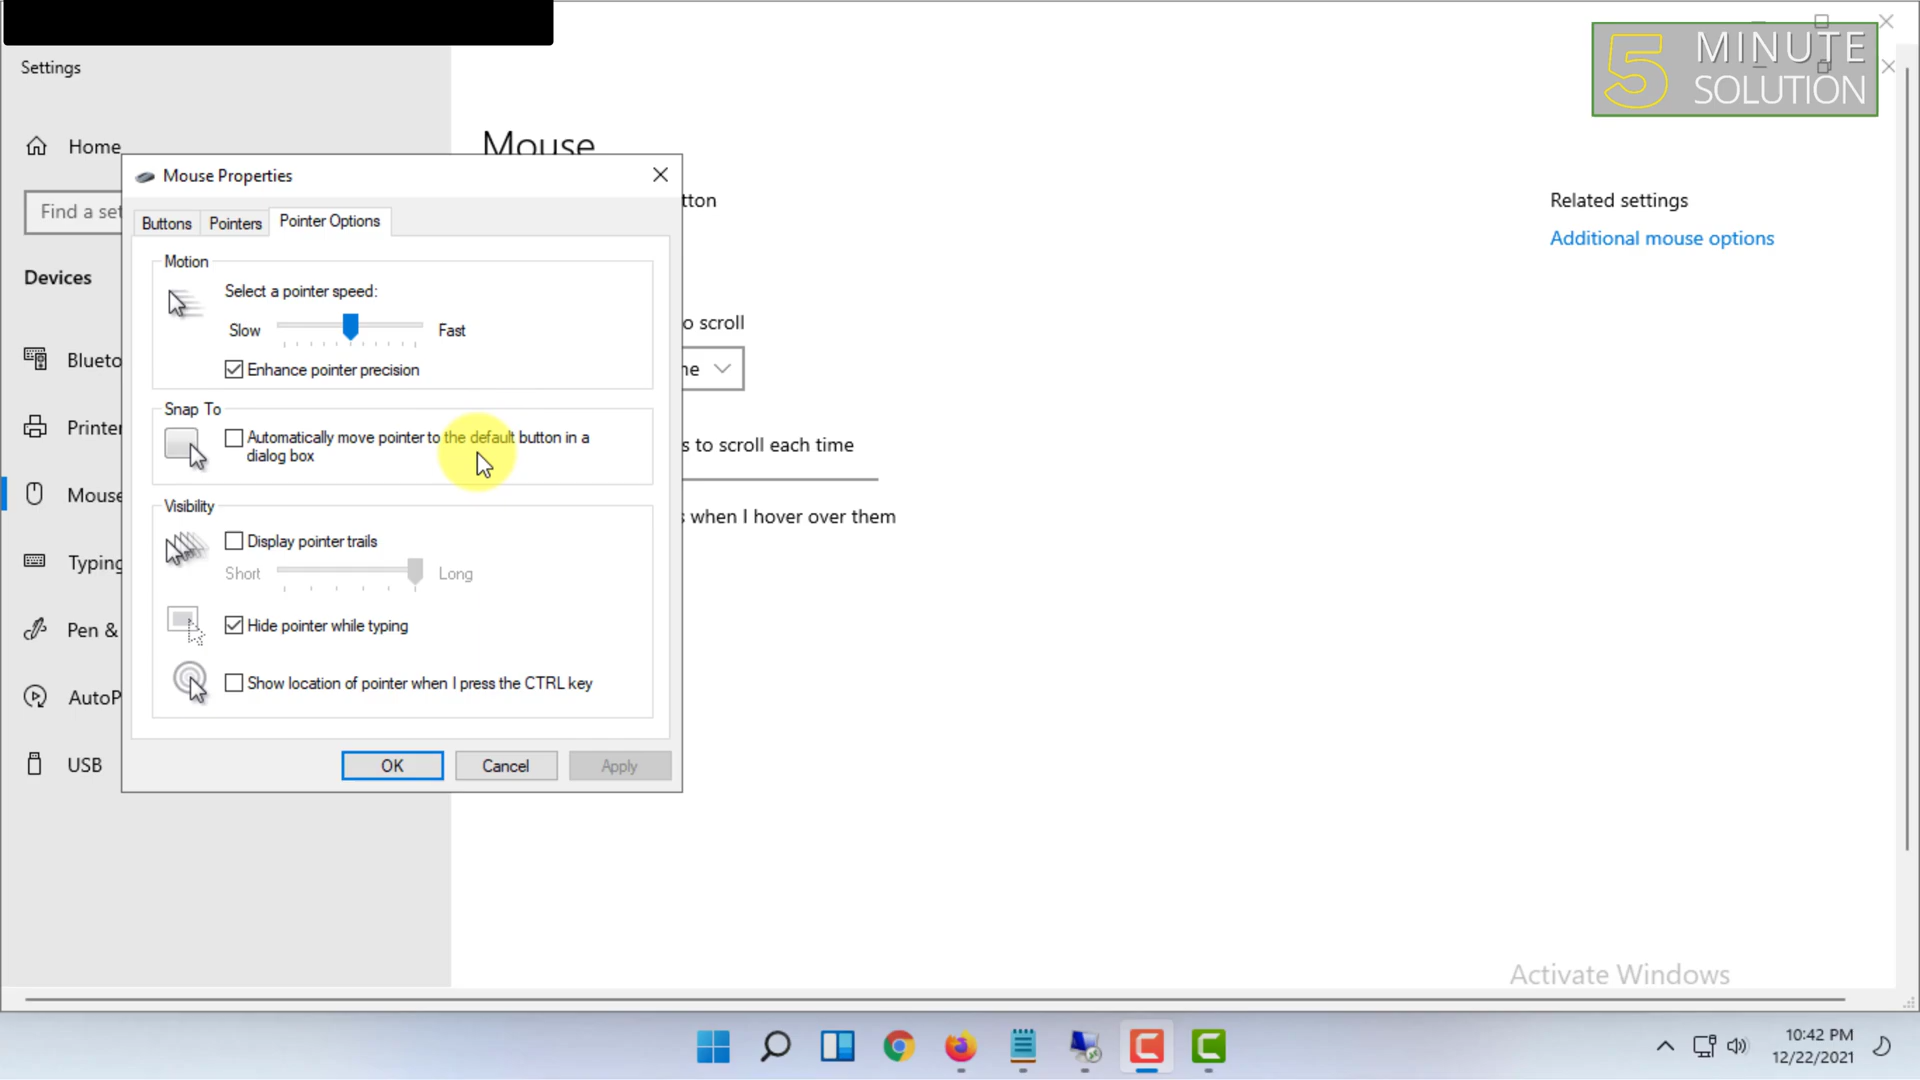 Settings
5 MINUTE
SOLUTION
Home
Mouse
Mouse Properties
Find a set
tton
Related settings
Buttons
Pointers
Pointer Options
Additional mouse options
Motion
Devices
Select a pointer speed:
Slow
Fast
o scroll
Blueto
Enhance pointer precision
ne
Snap To
Printer
Automatically move pointer to the default button in a
dialog box
s to scroll each time
Mouse
Visibility
s when I hover over them
Display pointer trails
Typing
Short
Long
Pen &
Hide pointer while typing
AutoP
Show location of pointer when I press the CTRL key
USB
OK
Cancel
Apply
Activate Windows
10:42 PM
12/22/2021